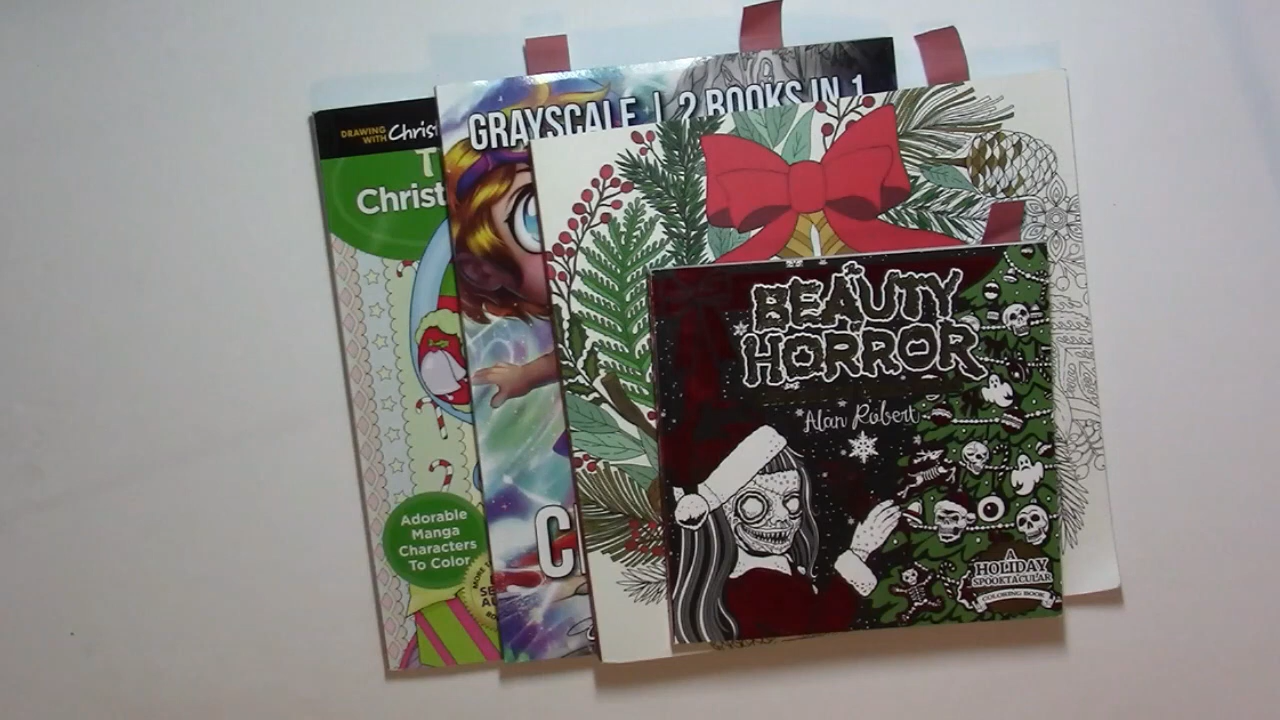 DRAWING
WITH
Christ
GRAYSCALE | 2 BOOKS IN 1
BEAUTY
HORROR
Alan Robert
Adorable
Manga
Characters
To Color
A
HOLIDAY
SPOOKTACULAR
COLORING BOOK